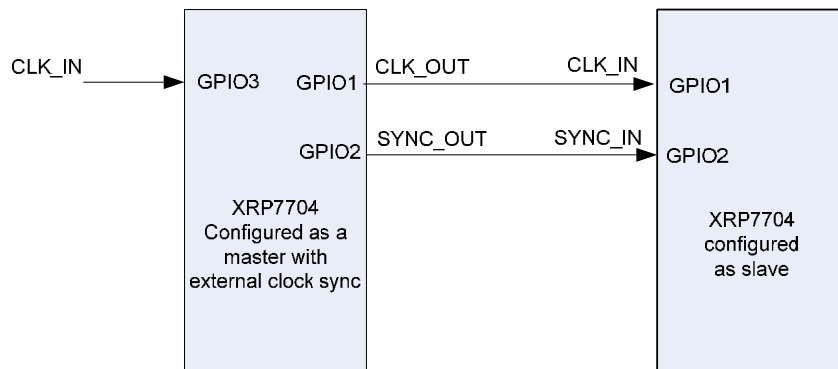 CLK_IN
GPIO3
GPIO1
CLK_OUT
CLK_IN
GPIO1
GPIO2
SYNC_OUT
SYNC_IN
GPIO2
XRP7704
Configured as a
master with
external clock sync
XRP7704
configured
as slave